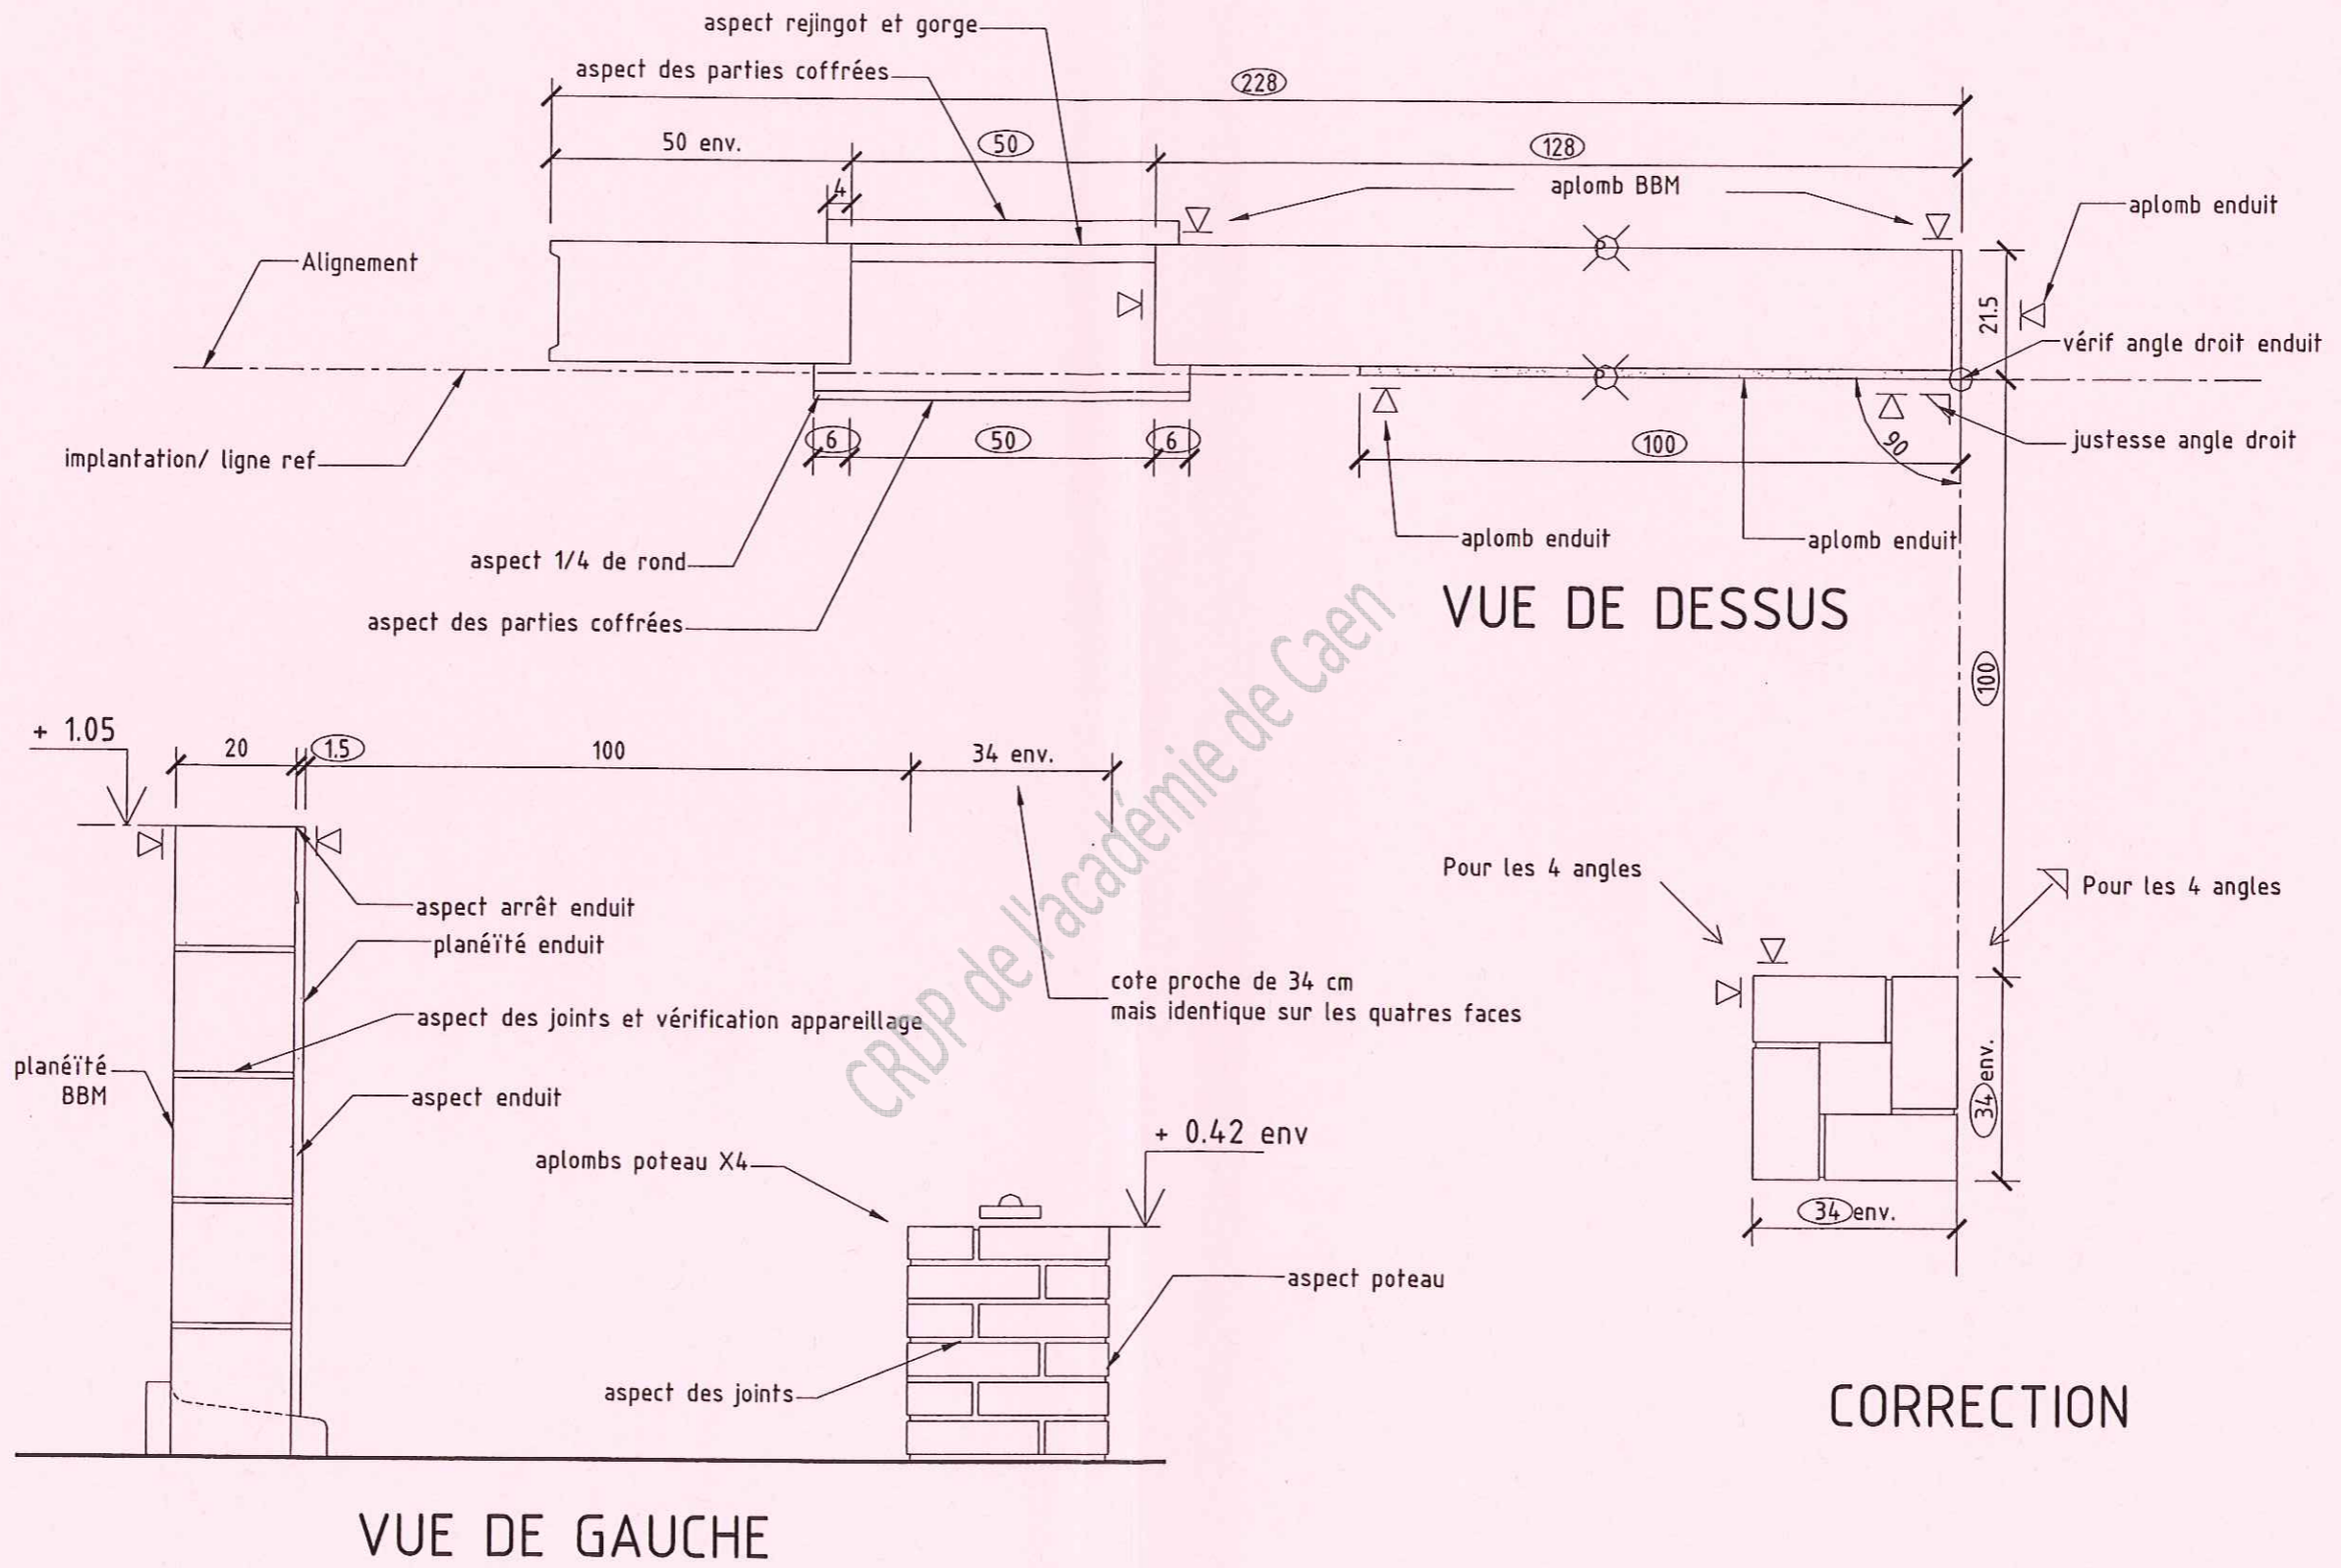 aspect rejingot et gorge
aspect des parties coffrées
228
50 env.
50
128
4
aplomb BBM
aplomb enduit
Alignement
21.5
vérif angle droit enduit
implantation/ ligne ref
6
50
6
100
90
justesse angle droit
aplomb enduit
aplomb enduit
aspect 1/4 de rond
aspect des parties coffrées
VUE DE DESSUS
100
+ 1.05
20
1.5
100
34 env.
Pour les 4 angles
Pour les 4 angles
aspect arrêt enduit
planéïté enduit
cote proche de 34 cm
mais identique sur les quatres faces
aspect des joints et vérification appareillage
planéïté
BBM
aspect enduit
34 env.
+ 0.42 env
aplombs poteau X4
34 env.
aspect poteau
aspect des joints
CORRECTION
VUE DE GAUCHE
CRDP de l'académie de Caen
P
P